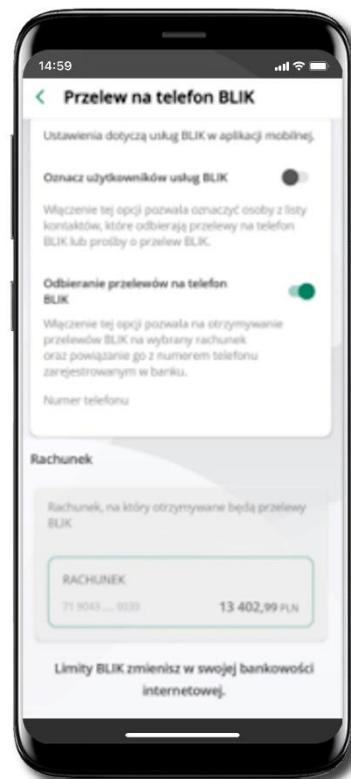 14:59
Przelew na telefon BLIK
Ustawienia dotyczą usług BLIK w aplikacji mobilnej.
Oznacz użytkowników usług BLIK
Włączenie tej opcji pozwala oznaczyć osoby z listy
kontaktów, które odbierają przelewy na telefon
BLIK lub prośby o przelew BLIK.
Odbieranie przelewów na telefon
BLIK
Włączenie tej opcji pozwala na otrzymywanie
przelewów BLIK na wybrany rachunek
oraz powiązanie go z numerem telefonu
zarejestrowanym w banku.
Numer telefonu
Rachunek
Rachunek, na który otrzymywane będą przelewy
BLIK
RACHUNEK
71 9043 .... 0030 13 402,99 PLN
Limity BLIK zmienisz w swojej bankowości
internetowej.